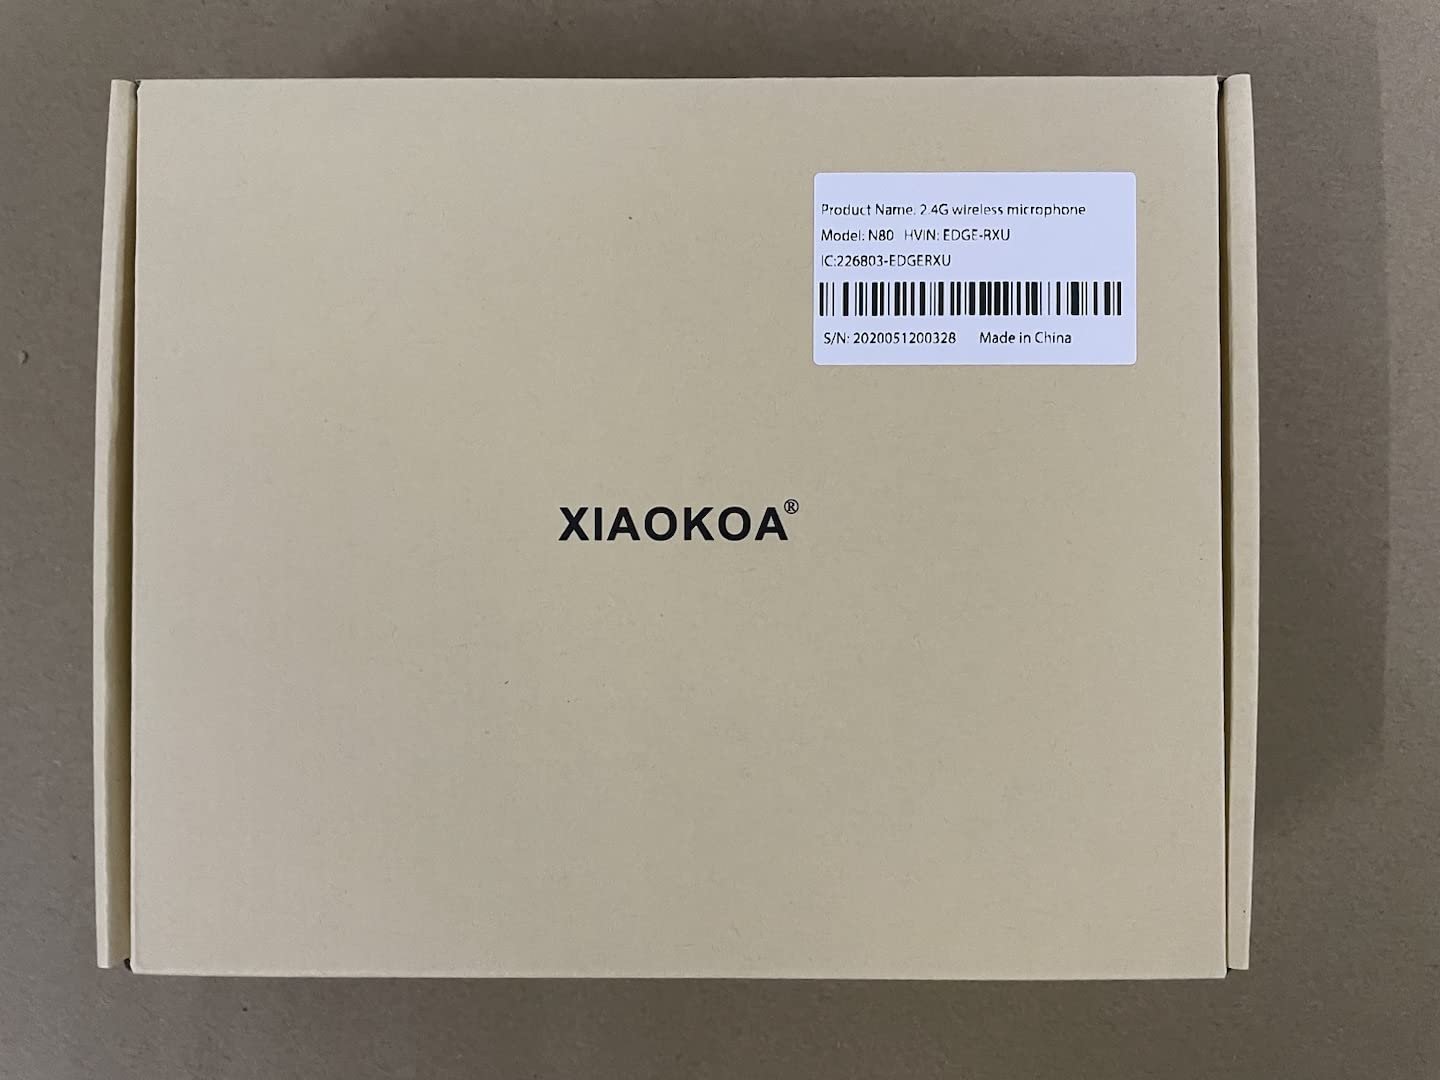 Product Name: 2.4G wireless microphone
Model: N80 HVIN: EDGE-RXU
IC:226803-EDGERXU
S/N: 2020051200328 Made in China
XIAOKOA®